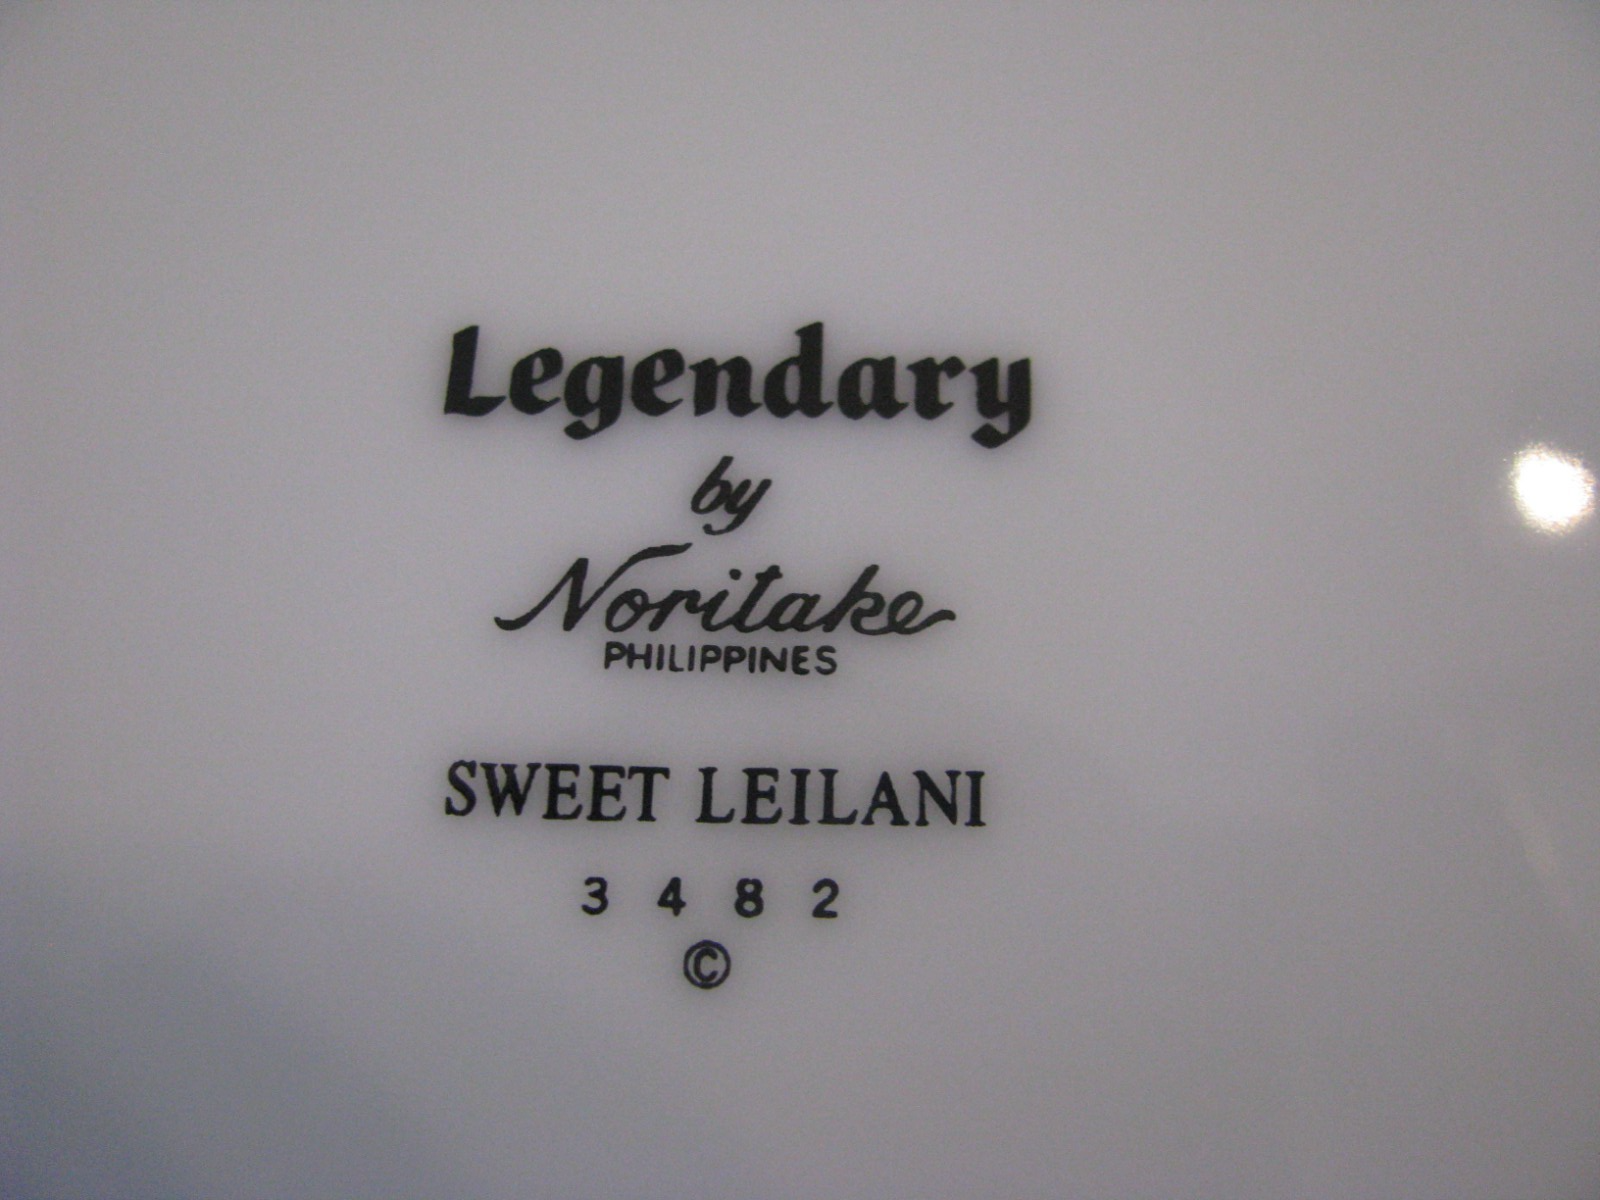 Legendary
by
Noritake
PHILIPPINES
SWEET LEILANI
3 4 8 2
©